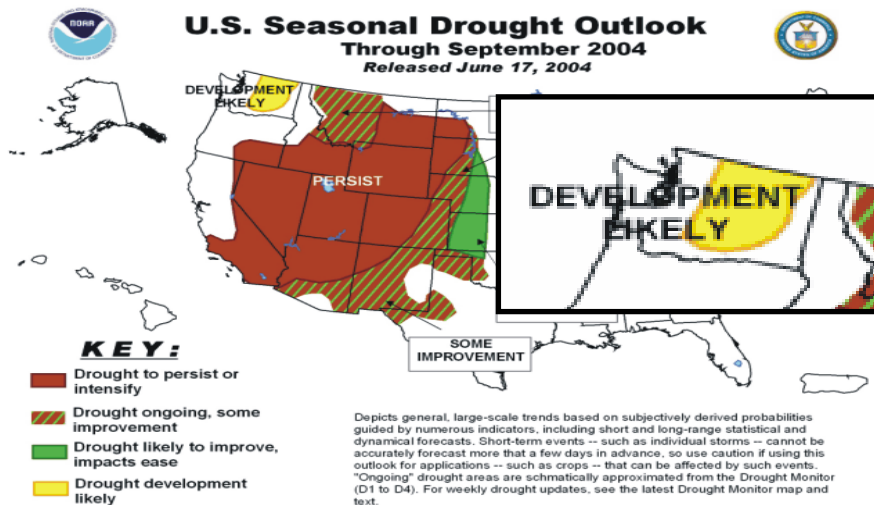 NOAA
U.S. Seasonal Drought Outlook
Through September 2004
Released June 17, 2004
DEVELOPMENT
LIKELY
PERSIST
DEVELOPMENT
LIKELY
SOME
IMPROVEMENT
KEY:
Drought to persist or
intensify
Drought ongoing, some
improvement
Drought likely to improve,
impacts ease
Drought development
likely
Depicts general, large-scale trends based on subjectively derived probabilities
guided by numerous indicators, including short and long-range statistical and
dynamical forecasts. Short-term events -- such as individual storms -- cannot be
accurately forecast more that a few days in advance, so use caution if using this
outlook for applications -- such as crops -- that can be affected by such events.
"Ongoing" drought areas are schmatically approximated from the Drought Monitor
(D1 to D4). For weekly drought updates, see the latest Drought Monitor map and
text.